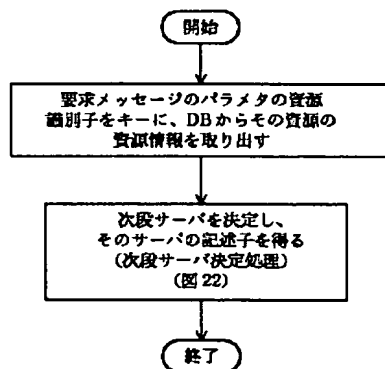 開始
要求メッセージのパラメタの資源
識別子をキーに、DBからその資源の
資源情報を取り出す
次段サーバを決定し、
そのサーバの記述子を得る
(次段サーバ決定処理)
(図22)
終了